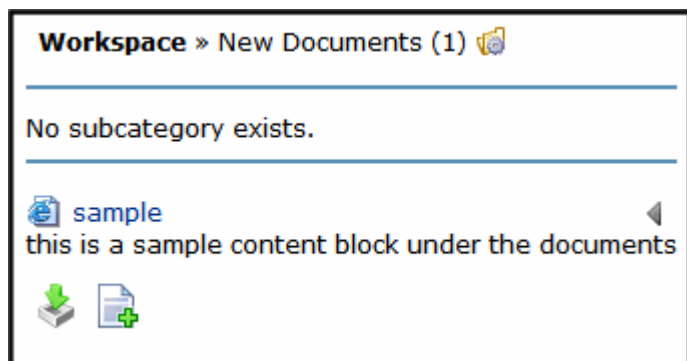 Workspace » New Documents (1)
No subcategory exists.
sample
this is a sample content block under the documents